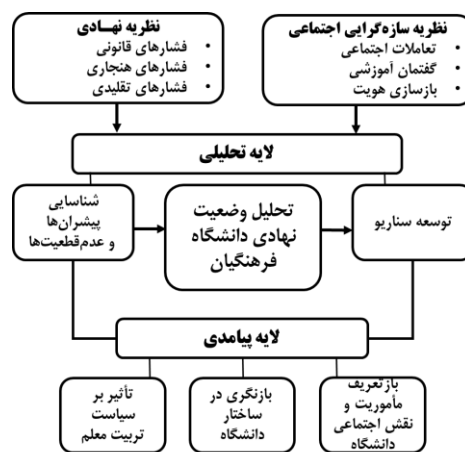 نظریه سازه‌گرایی اجتماعی
• تعاملات اجتماعی
• گفتمان آموزشی
• بازسازی هویت
نظریه نهـــادی
• فشارهای قانونی
• فشارهای هنجاری
• فشارهای تقلیدی
لایه تحلیلی
شناسایی
پیشران‌ها
و عدم‌قطعیت‌ها
تحلیل وضعیت
نهادی دانشگاه
فرهنگیان
توسعه سناریو
لایه پیامدی
بازتعریف
مأموریت و
نقش اجتماعی
دانشگاه
بازنگری در
ساختار
دانشگاه
تأثیر بر
سیاست
تربیت معلم